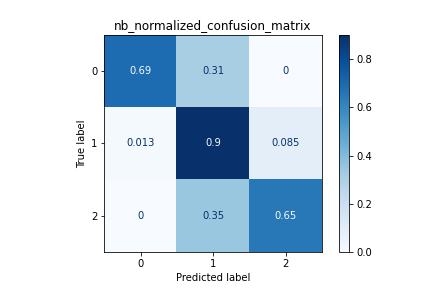 nb_normalized_confusion_matrix
0 0.69 0.31 0
1 0.013 0.9 0.085
2 0 0.35 0.65
0 1 2
True label
Predicted label
0.8
0.6
0.4
0.2
0.0